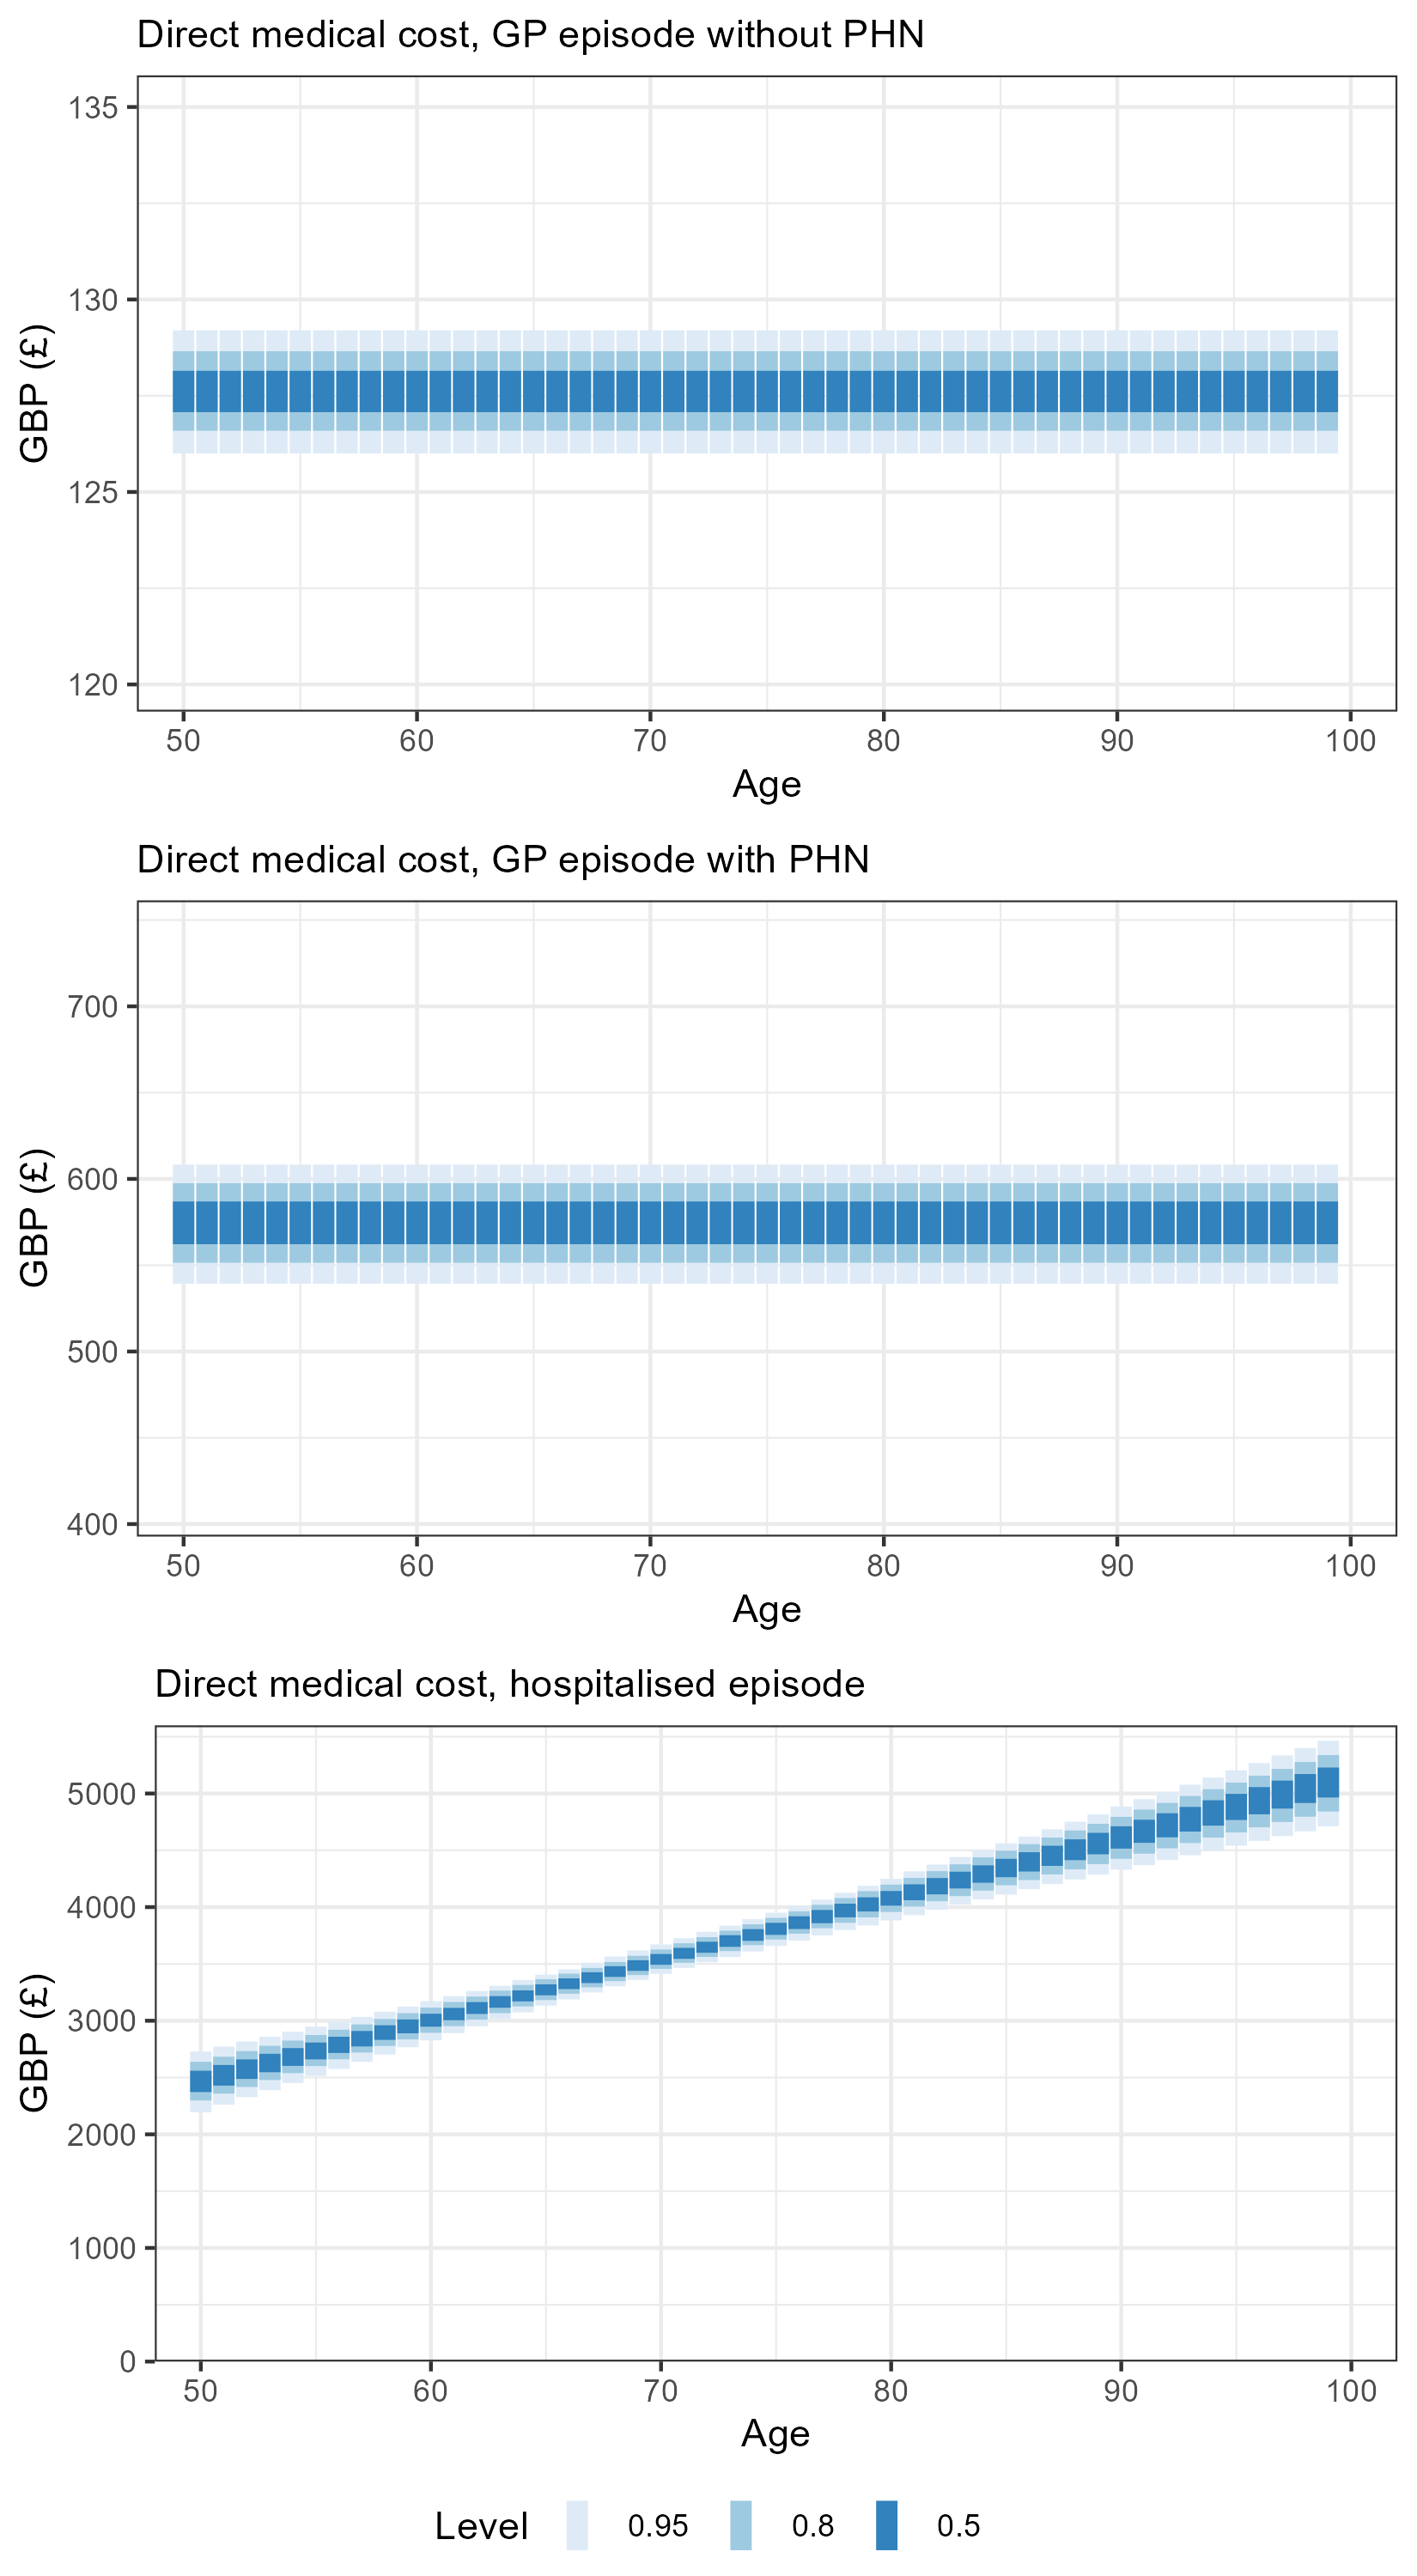 Direct medical cost, GP episode without PHN
135
130
125
120
GBP (£)
50 60 70 80 90 100
Age
Direct medical cost, GP episode with PHN
700
600
500
400
GBP (£)
50 60 70 80 90 100
Age
Direct medical cost, hospitalised episode
5000
4000
3000
2000
1000
0
GBP (£)
50 60 70 80 90 100
Age
Level 0.95 0.8 0.5